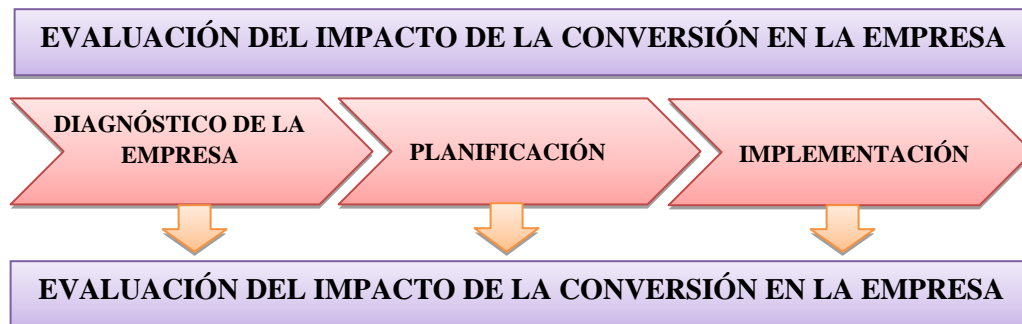 EVALUACIÓN DEL IMPACTO DE LA CONVERSIÓN EN LA EMPRESA
DIAGNÓSTICO DE LA
EMPRESA
PLANIFICACIÓN
IMPLEMENTACIÓN
EVALUACIÓN DEL IMPACTO DE LA CONVERSIÓN EN LA EMPRESA